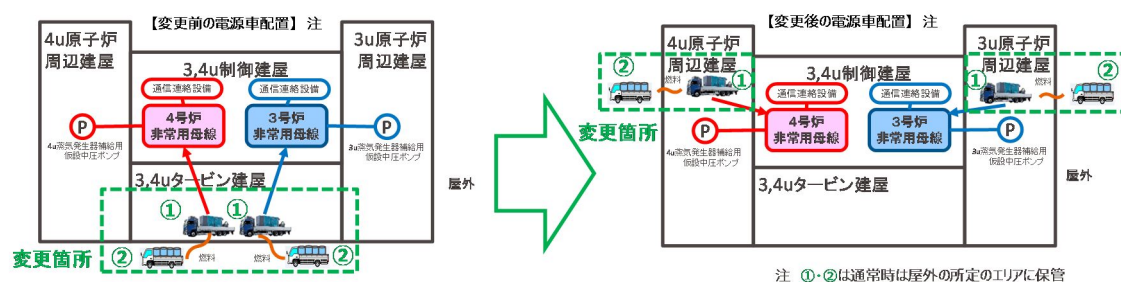 【変更前の電源車配置】 注
4u原子炉
周辺建屋
3u原子炉
周辺建屋
3,4u制御建屋
通信連絡設備
通信連絡設備
4号炉
非常用母線
3号炉
非常用母線
P
P
4u蒸気発生器補給用
仮設中圧ポンプ
3u蒸気発生器補給用
仮設中圧ポンプ
3,4uタービン建屋
屋外
① ①
変更箇所
② 燃料 燃料 ②
【変更後の電源車配置】 注
4u原子炉
周辺建屋
3u原子炉
周辺建屋
3,4u制御建屋
② 燃料 ①
① 燃料 ②
通信連絡設備
通信連絡設備
変更箇所
4号炉
非常用母線
3号炉
非常用母線
P
P
4u蒸気発生器補給用
仮設中圧ポンプ
3u蒸気発生器補給用
仮設中圧ポンプ
3,4uタービン建屋
屋外
注 ①・②は通常時は屋外の所定のエリアに保管